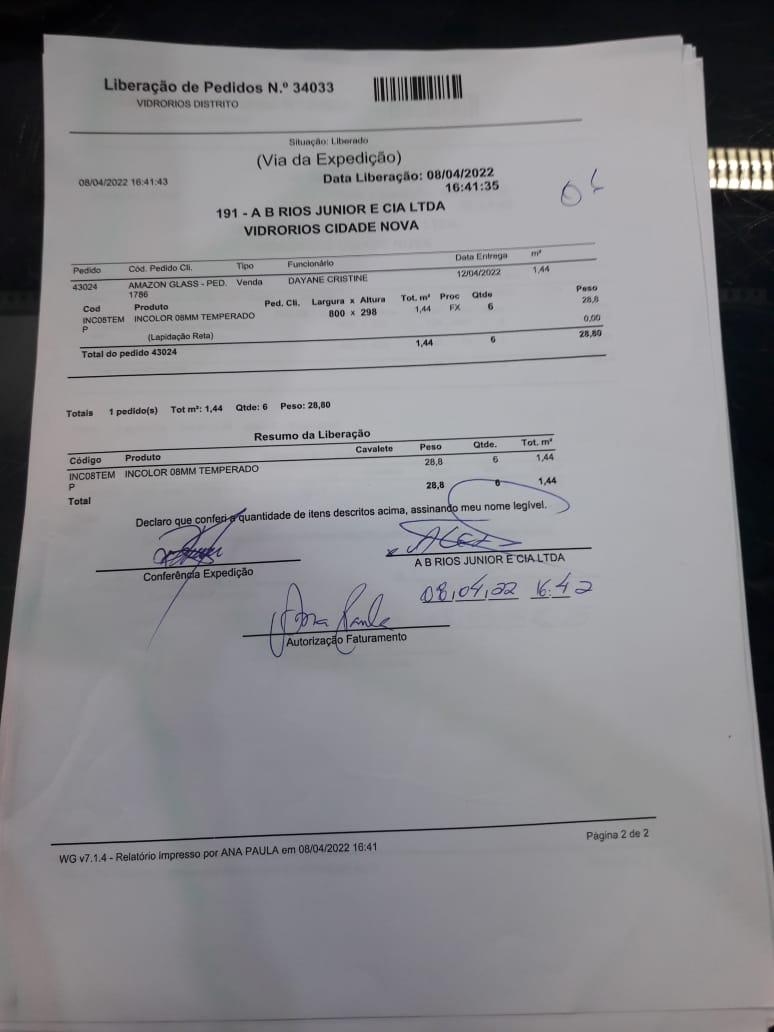 Liberação de Pedidos N.º 34033
VIDRORIOS DISTRITO
Situação: Liberado
(Via da Expedição)
08/04/2022 16:41:43
Data Liberação: 08/04/2022
16:41:35
191 - A B RIOS JUNIOR E CIA LTDA
VIDRORIOS CIDADE NOVA
Pedido Cód. Pedido Cli. Tipo Funcionário Data Entrega m²
43024 AMAZON GLASS - PED. 1786 Venda DAYANE CRISTINE 12/04/2022 1,44
Cod Produto Ped. Cli. Largura x Altura Tot. m² Proc Qtde Peso
INC08TEM P INCOLOR 08MM TEMPERADO 800 x 298 1,44 FX 6 28,8
(Lapidação Reta) 0,00
Total do pedido 43024 1,44 6 28,80
Totais 1 pedido(s) Tot m²: 1,44 Qtde: 6 Peso: 28,80
Resumo da Liberação
Código Produto Cavalete Peso Qtde. Tot. m²
INC08TEM P INCOLOR 08MM TEMPERADO 28,8 6 1,44
Total 28,8 6 1,44
Declaro que conferi a quantidade de itens descritos acima, assinando meu nome legível.
Conferência Expedição
A B RIOS JUNIOR E CIA LTDA
08/04/22 16:42
Ana Paula
Autorização Faturamento
WG v7.1.4 - Relatório impresso por ANA PAULA em 08/04/2022 16:41
Página 2 de 2